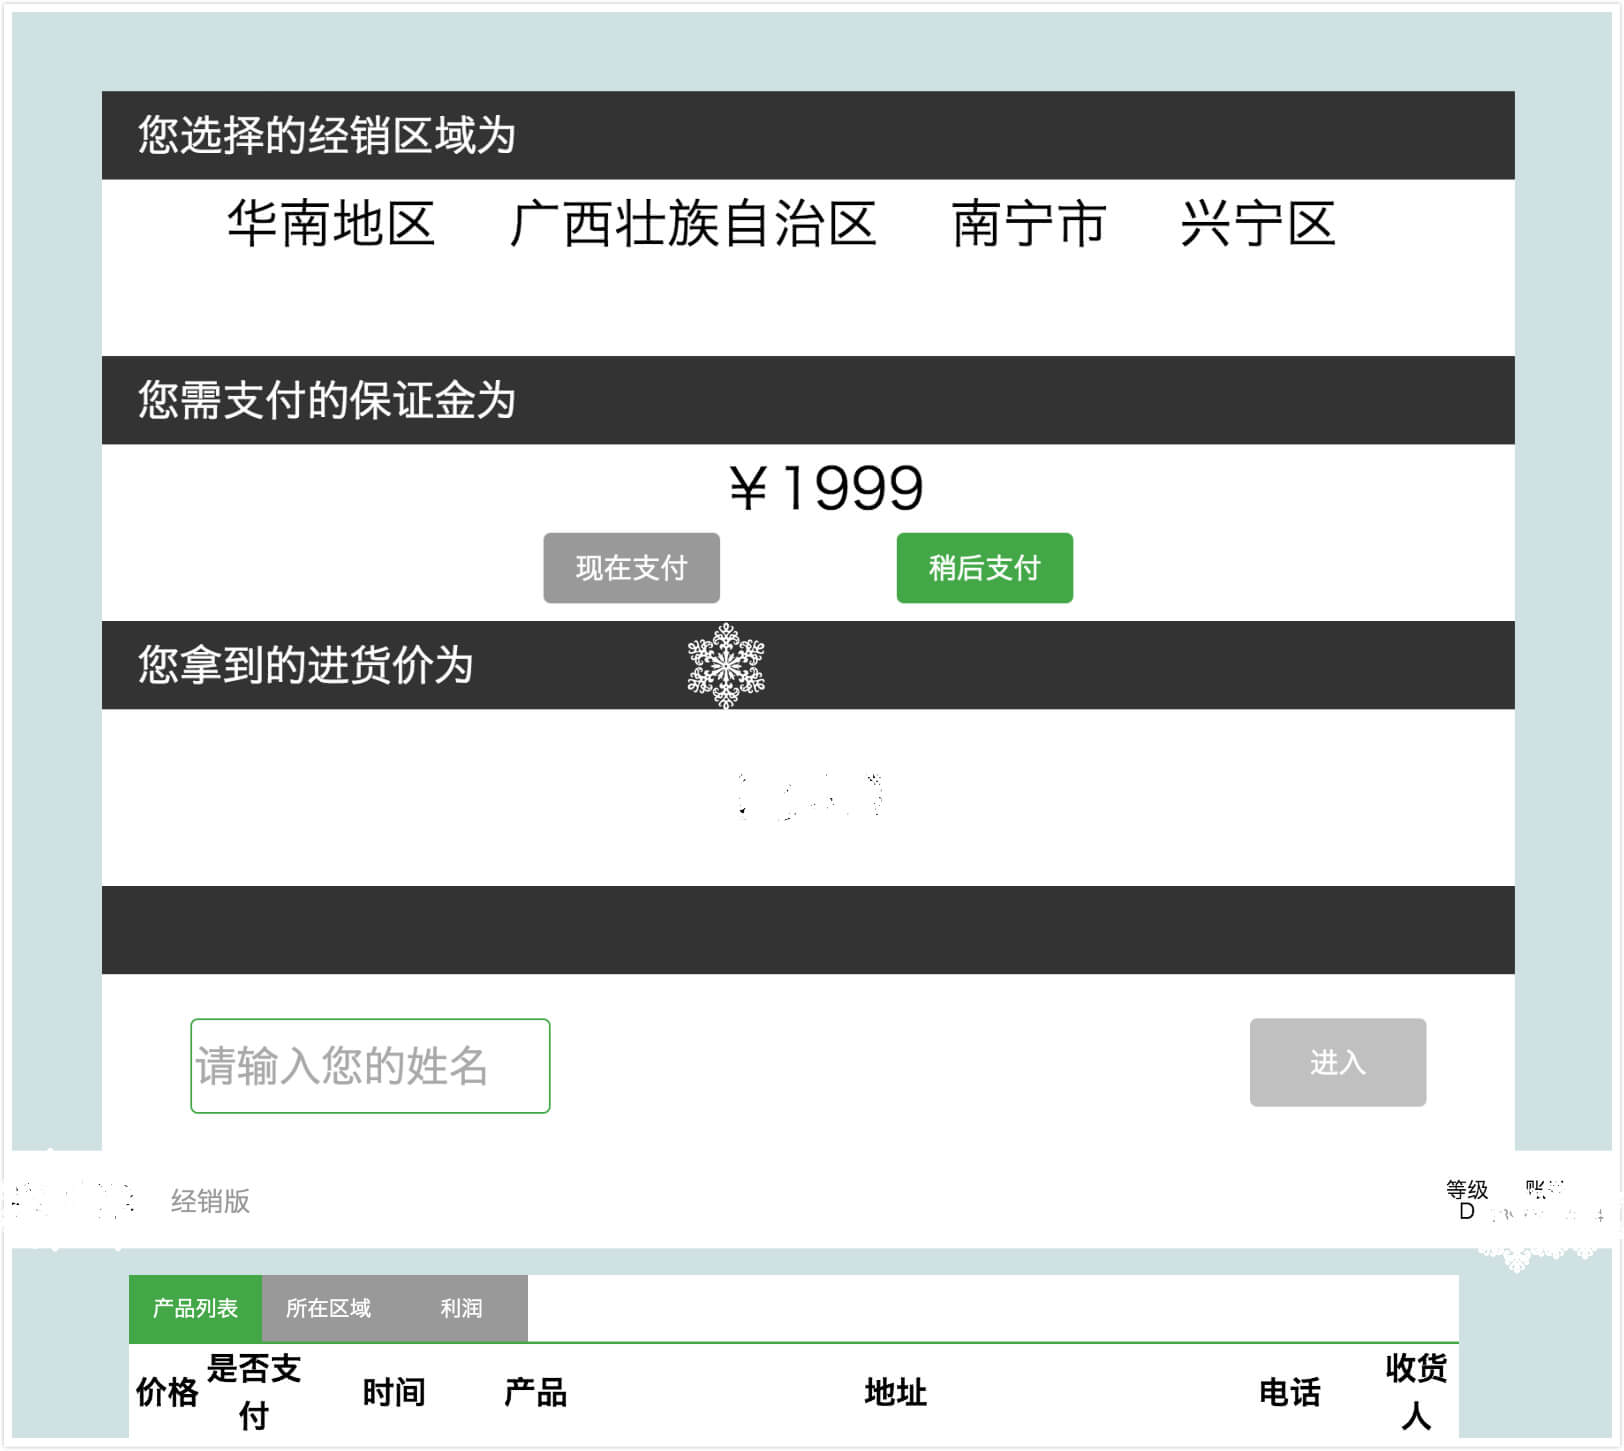 您选择的经销区域为
华南地区 广西壮族自治区 南宁市 兴宁区
您需支付的保证金为
￥1999
现在支付 稍后支付
您拿到的进货价为
请输入您的姓名 进入
经销版 等级
D
产品列表 所在区域 利润
价格 是否支付 时间 产品 地址 电话 收货人